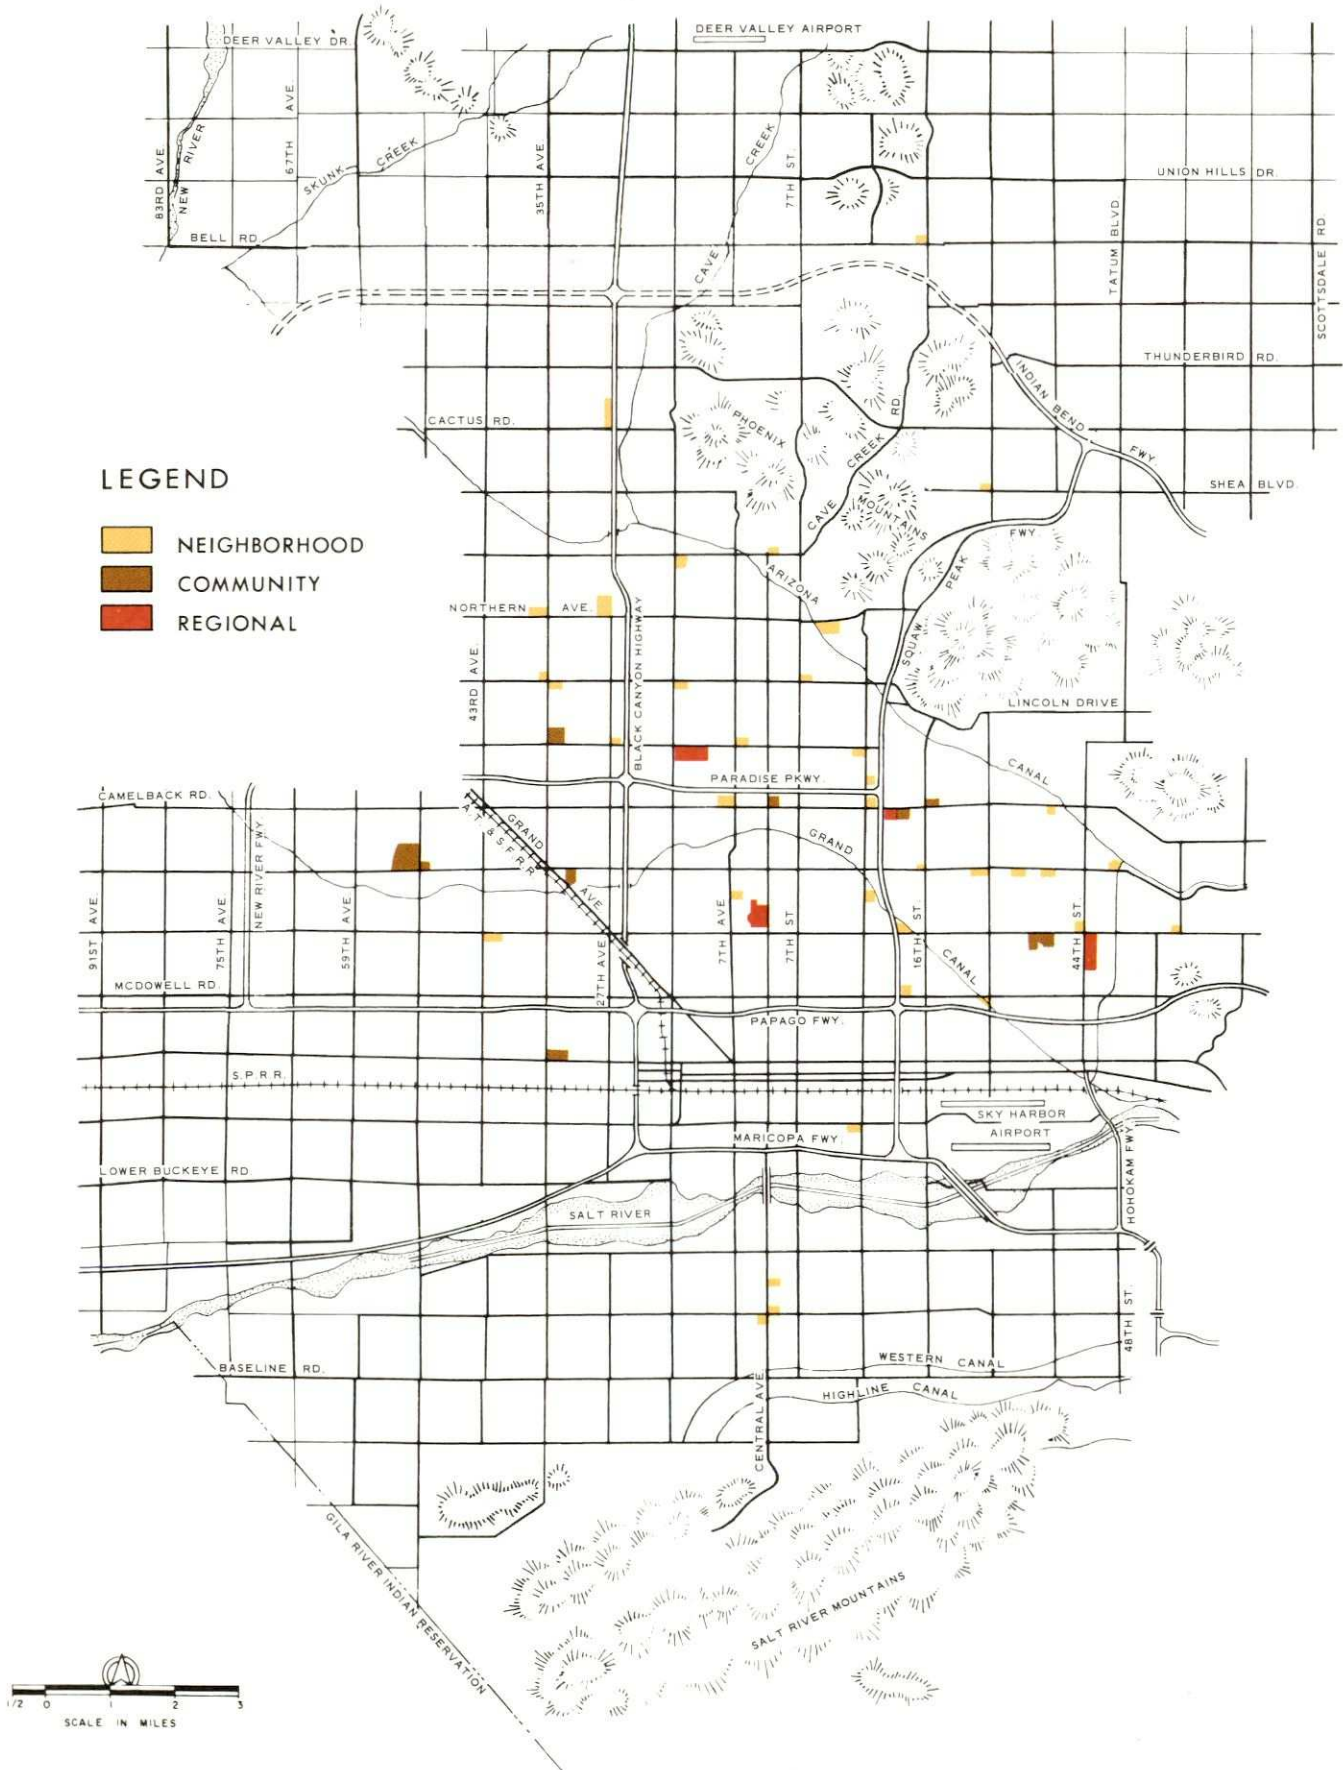 DEER VALLEY AIRPORT
DEER VALLEY DR.
67TH AVE
NEW RIVER
83RD AVE
SKUNK CREEK
35TH AVE.
CAVE CREEK
7TH ST.
UNION HILLS DR.
BELL RD
TATUM BLVD
SCOTTSDALE RD.
THUNDERBIRD RD.
INDIAN BEND FWY
CACTUS RD.
PHOENIX MOUNTAINS
CAVE CREEK RD.
SHEA BLVD.
LEGEND
NEIGHBORHOOD
COMMUNITY
REGIONAL
SQUAW PEAK FWY
ARIZONA CANAL
NORTHERN AVE.
BLACK CANYON HIGHWAY
43RD AVE.
LINCOLN DRIVE
PARADISE PKWY.
CAMELBACK RD.
GRAND AVE
A.T. & S.F. R.R.
GRAND CANAL
NEW RIVER FWY
91ST AVE
75TH AVE
59TH AVE
27TH AVE
7TH AVE
7TH ST
16TH ST.
44TH ST.
MCDOWELL RD.
PAPAGO FWY.
S.P.R.R.
SKY HARBOR
AIRPORT
MARICOPA FWY.
LOWER BUCKEYE RD.
HOHOKAM FWY
SALT RIVER
48TH ST.
BASELINE RD.
WESTERN CANAL
HIGHLINE CANAL
CENTRAL AVE
GILA RIVER INDIAN RESERVATION
SALT RIVER MOUNTAINS
1/2 0 1 2 3
SCALE IN MILES